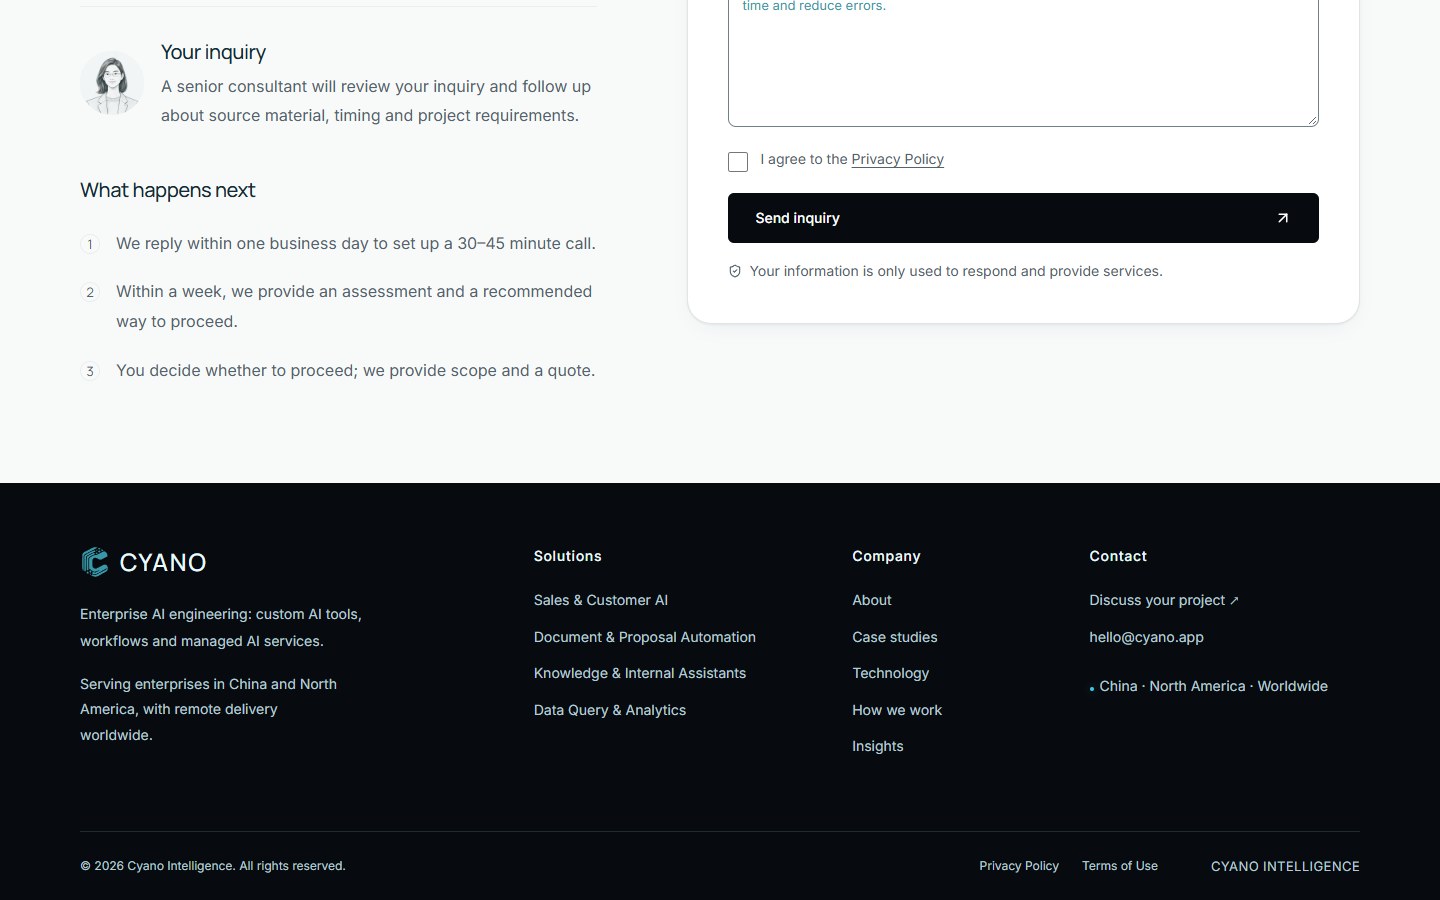 time and reduce errors.
Your inquiry
A senior consultant will review your inquiry and follow up
about source material, timing and project requirements.
What happens next
1 We reply within one business day to set up a 30–45 minute call.
2 Within a week, we provide an assessment and a recommended
way to proceed.
3 You decide whether to proceed; we provide scope and a quote.
I agree to the Privacy Policy
Send inquiry
Your information is only used to respond and provide services.
CYANO
Enterprise AI engineering: custom AI tools,
workflows and managed AI services.
Serving enterprises in China and North
America, with remote delivery
worldwide.
Solutions
Sales & Customer AI
Document & Proposal Automation
Knowledge & Internal Assistants
Data Query & Analytics
Company
About
Case studies
Technology
How we work
Insights
Contact
Discuss your project ↗
hello@cyano.app
China · North America · Worldwide
© 2026 Cyano Intelligence. All rights reserved.
Privacy Policy
Terms of Use
CYANO INTELLIGENCE